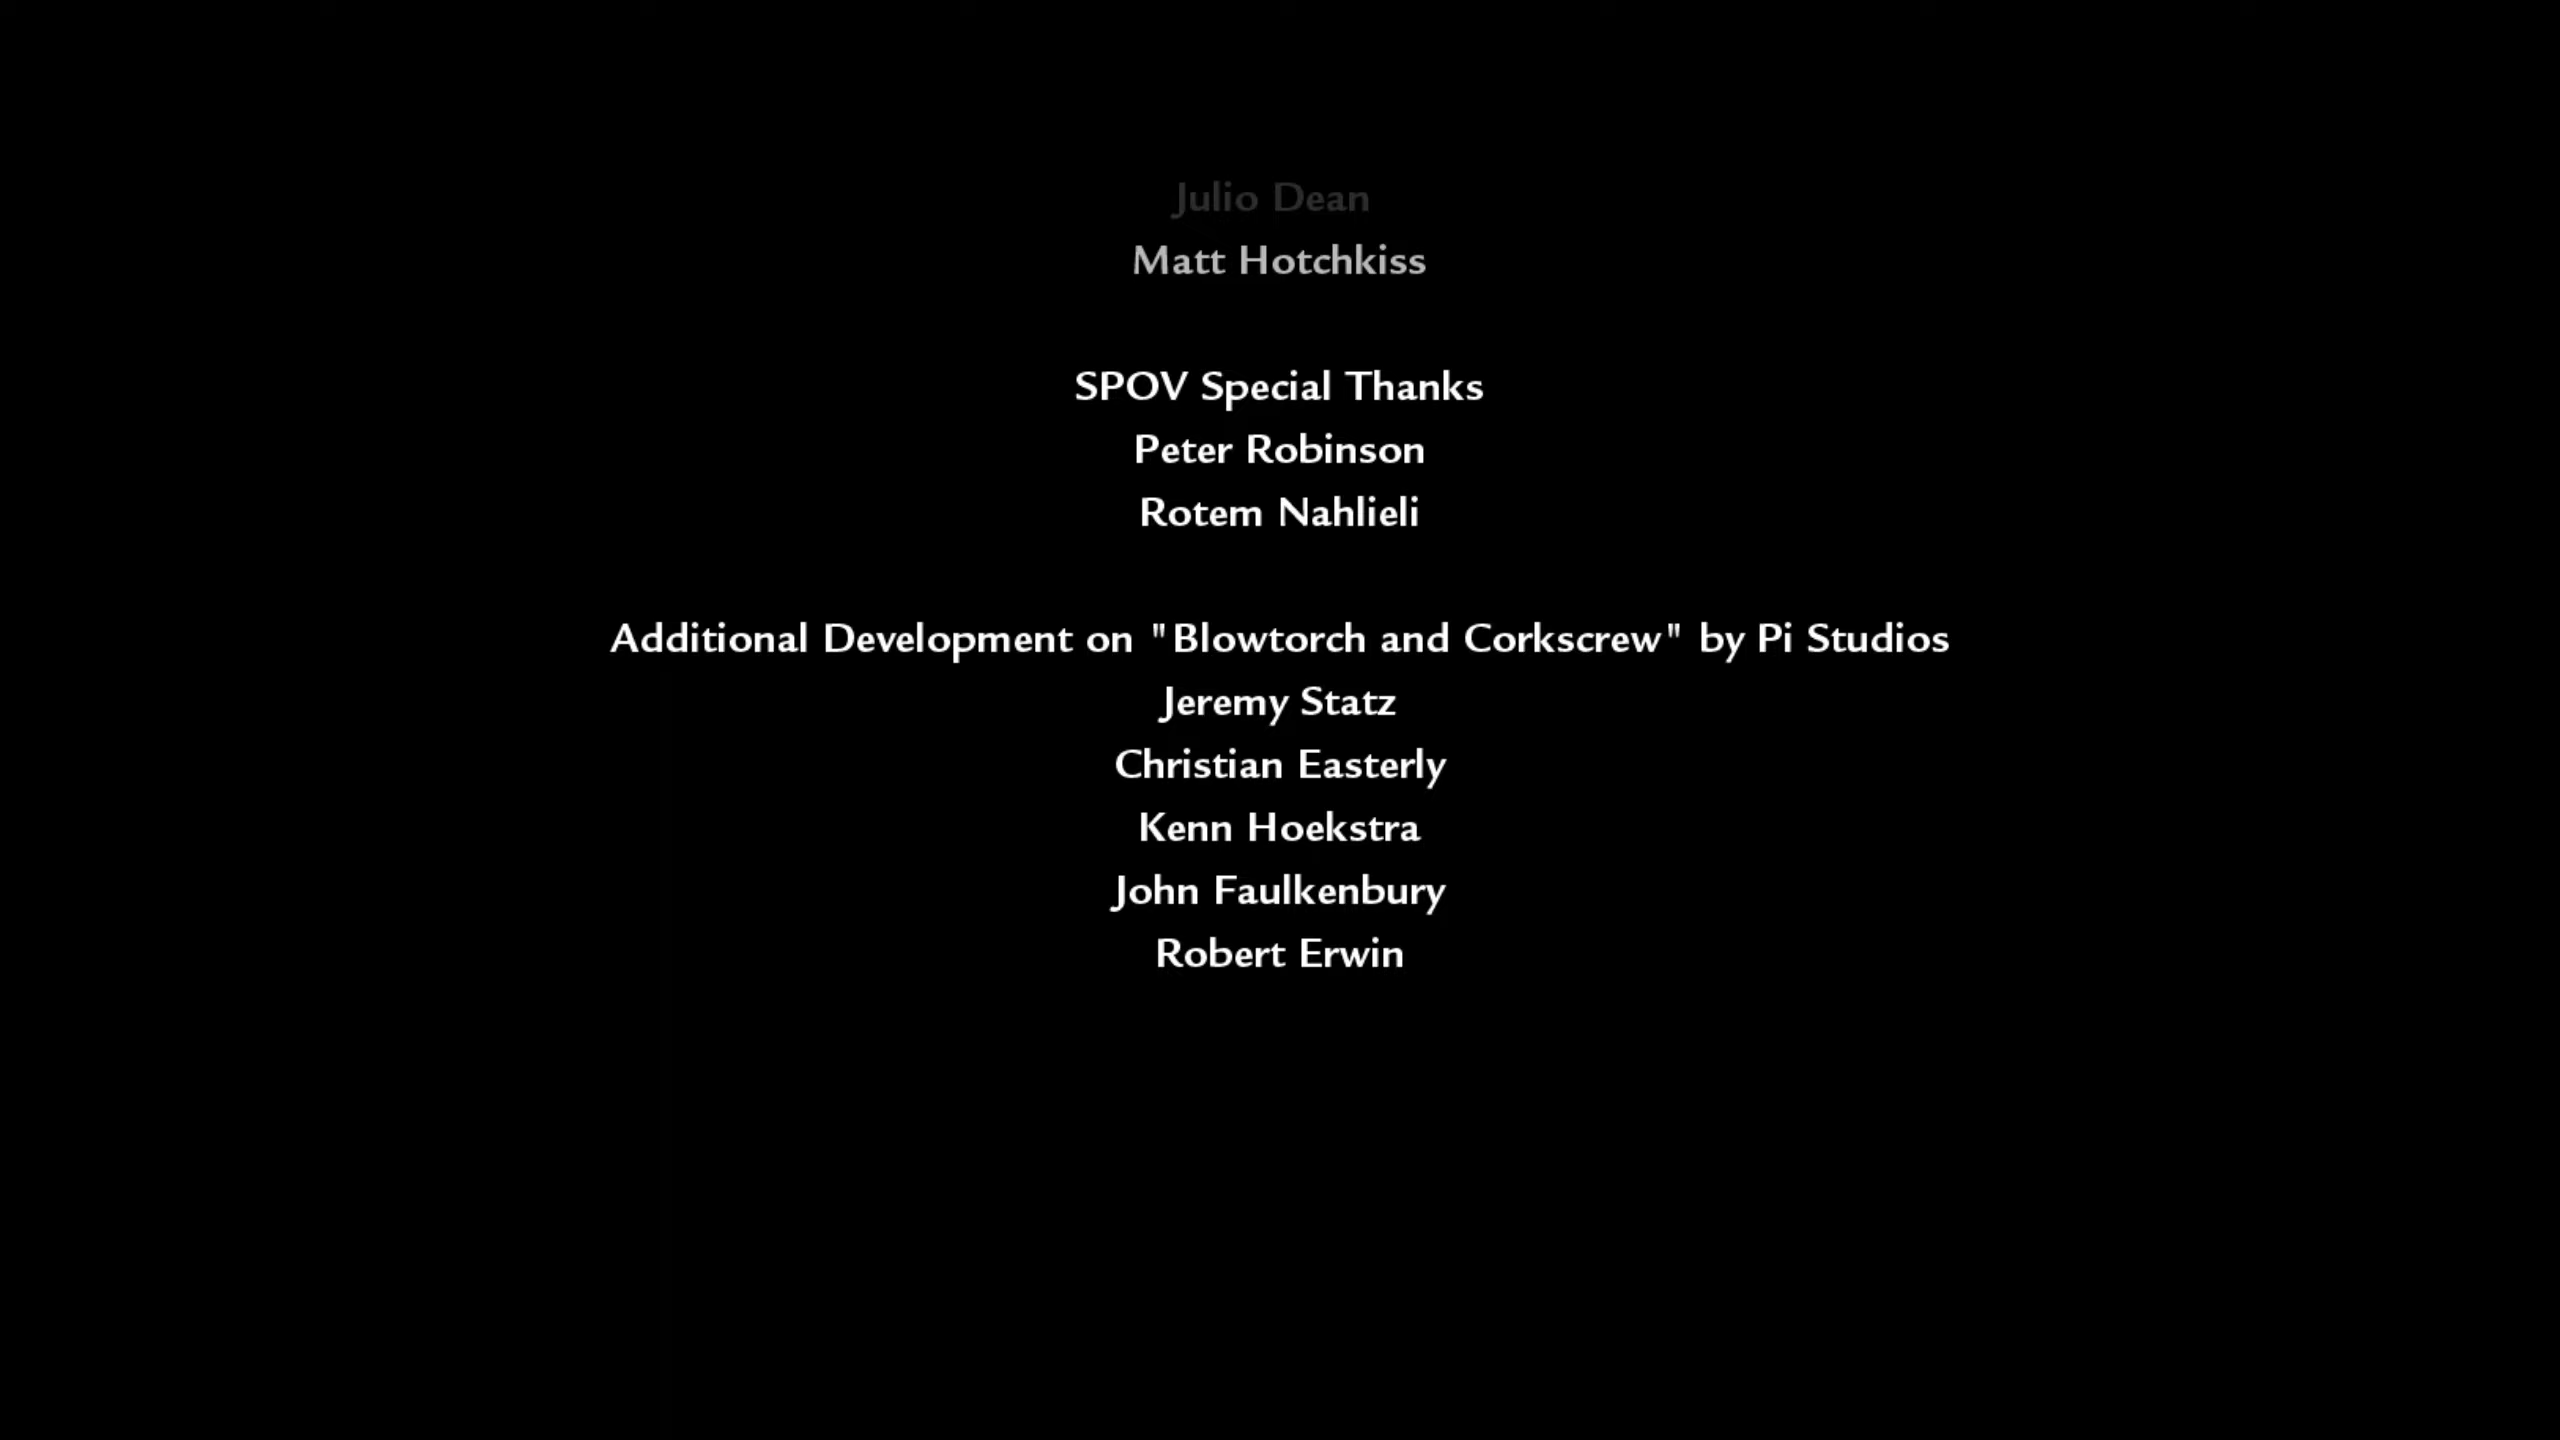 Julio Dean
Matt Hotchkiss
SPOV Special Thanks
Peter Robinson
Rotem Nahlieli
Additional Development on "Blowtorch and Corkscrew" by Pi Studios
Jeremy Statz
Christian Easterly
Kenn Hoekstra
John Faulkenbury
Robert Erwin